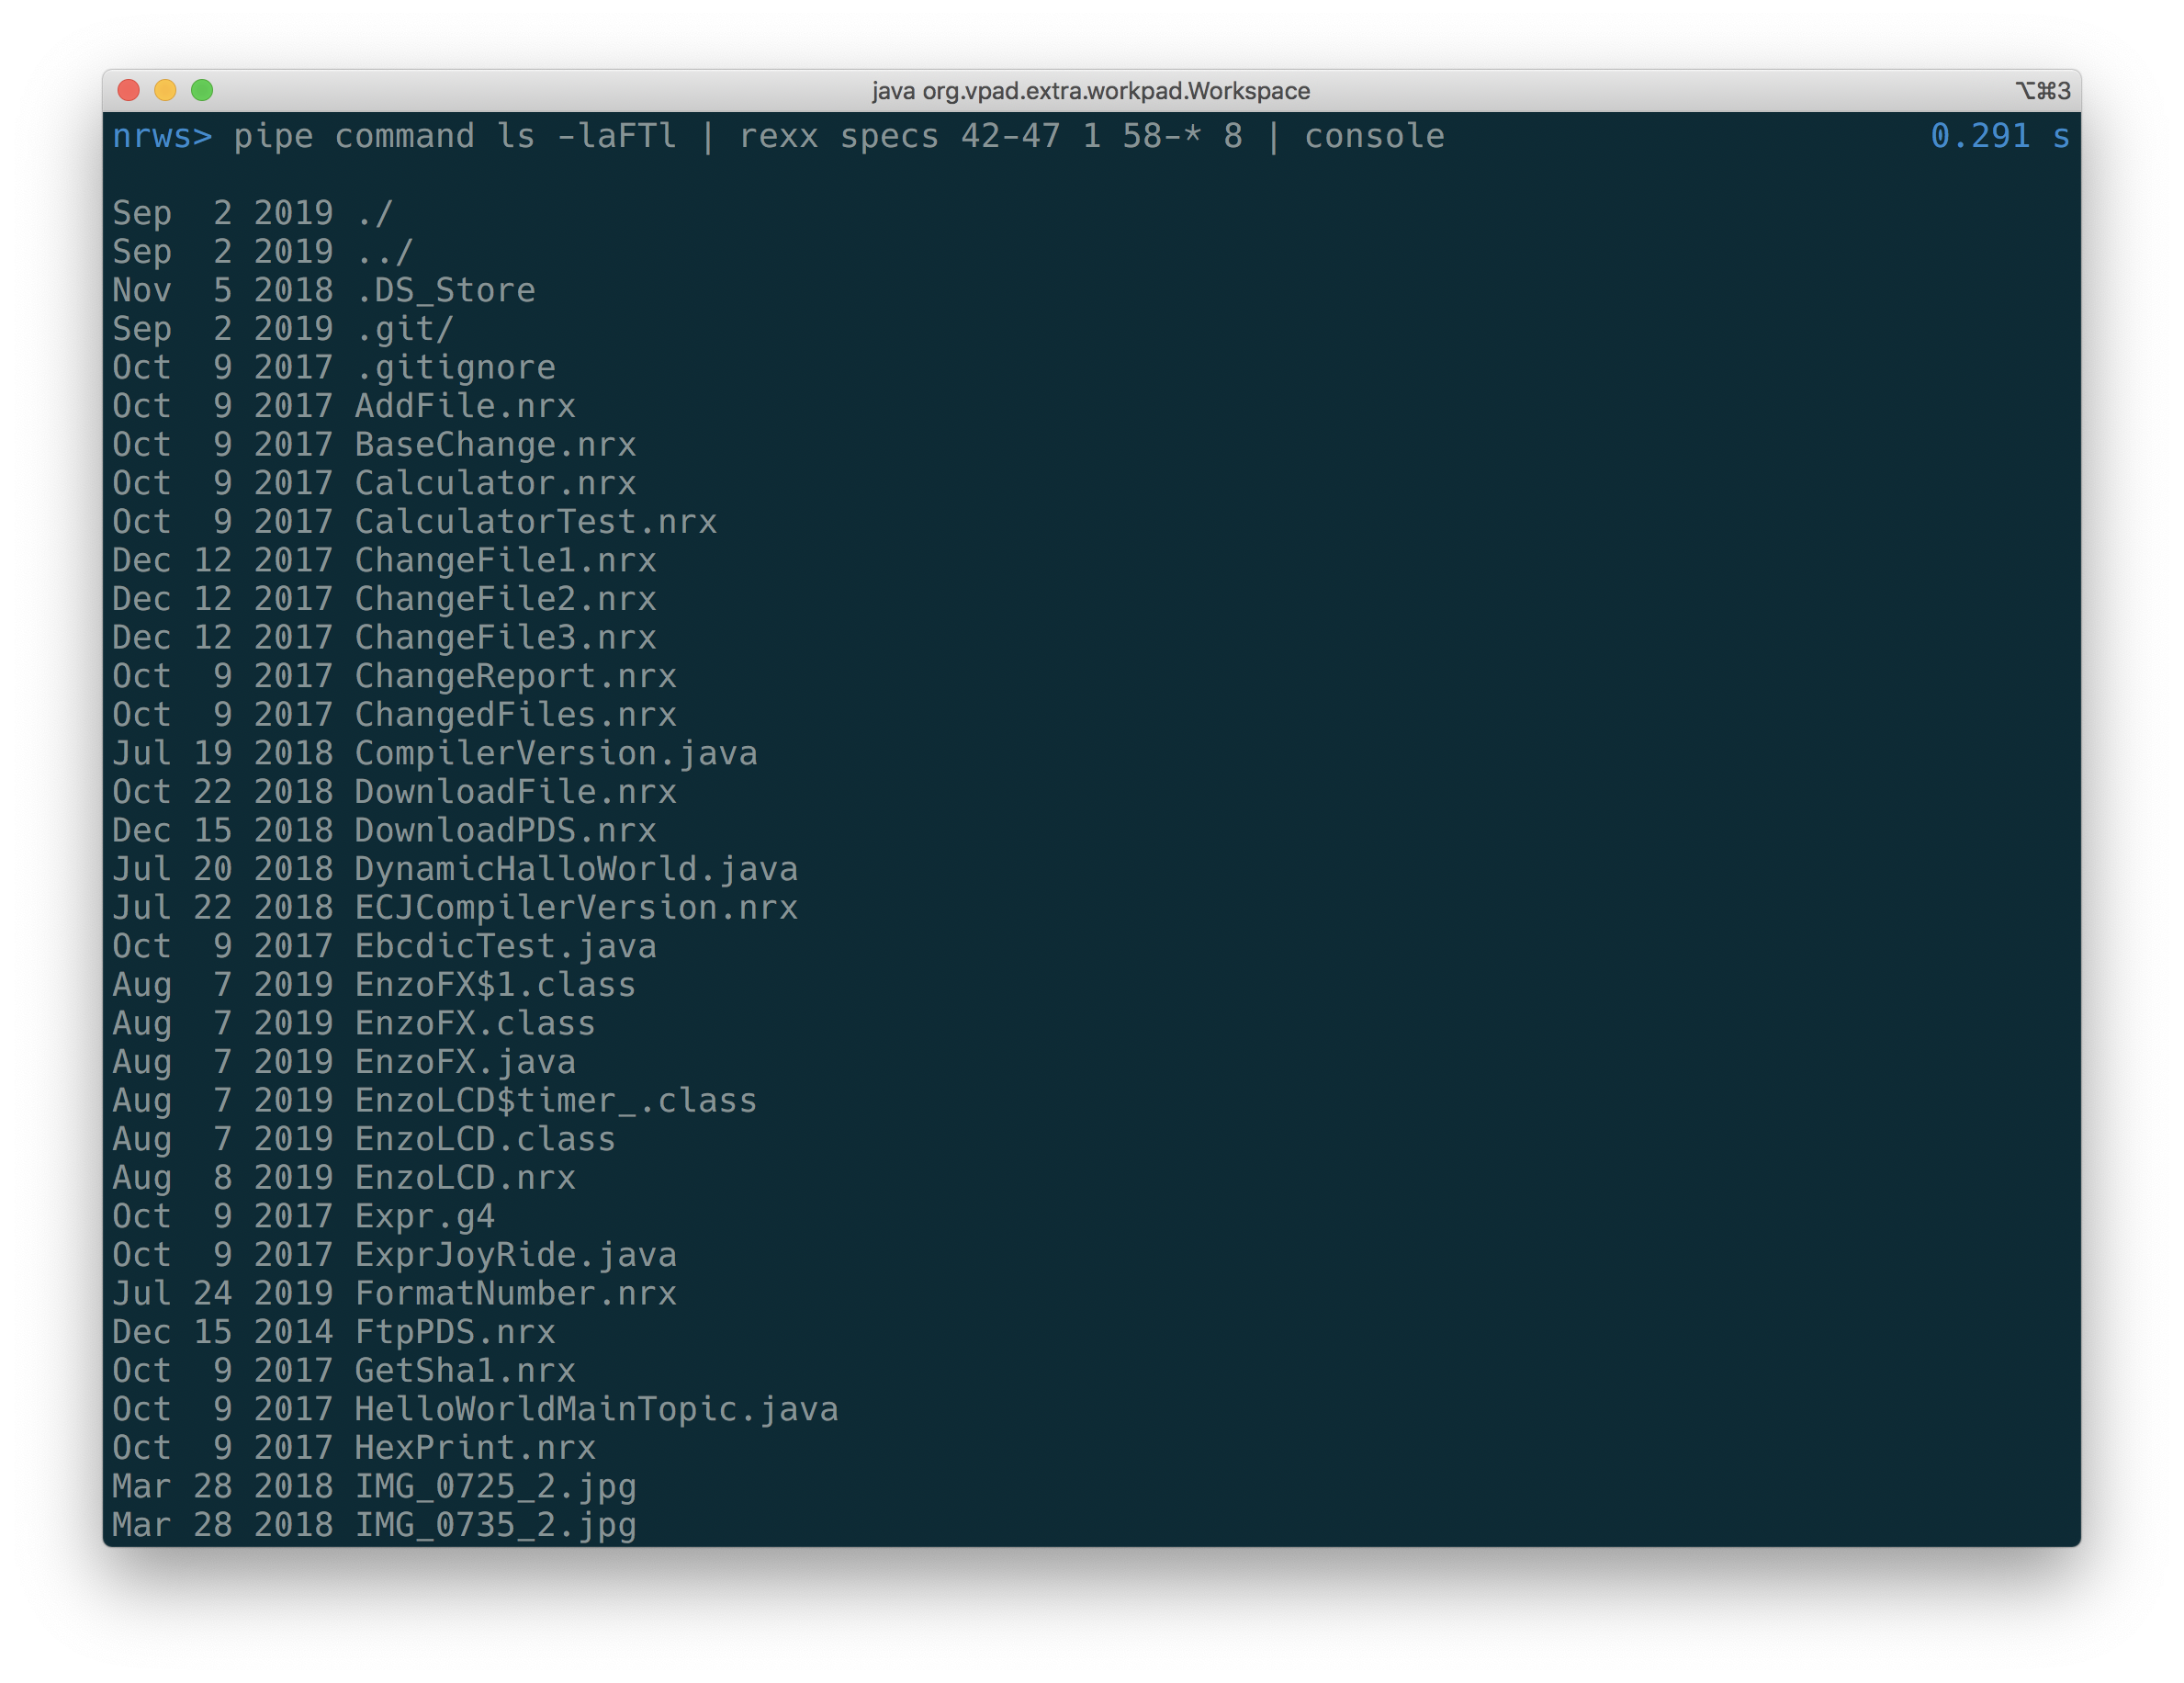 java org.vpad.extra.workpad.Workspace ⌥⌘3
nrws> pipe command ls -laFTl | rexx specs 42-47 1 58-* 8 | console 0.291 s
Sep  2 2019 ./
Sep  2 2019 ../
Nov  5 2018 .DS_Store
Sep  2 2019 .git/
Oct  9 2017 .gitignore
Oct  9 2017 AddFile.nrx
Oct  9 2017 BaseChange.nrx
Oct  9 2017 Calculator.nrx
Oct  9 2017 CalculatorTest.nrx
Dec 12 2017 ChangeFile1.nrx
Dec 12 2017 ChangeFile2.nrx
Dec 12 2017 ChangeFile3.nrx
Oct  9 2017 ChangeReport.nrx
Oct  9 2017 ChangedFiles.nrx
Jul 19 2018 CompilerVersion.java
Oct 22 2018 DownloadFile.nrx
Dec 15 2018 DownloadPDS.nrx
Jul 20 2018 DynamicHalloWorld.java
Jul 22 2018 ECJCompilerVersion.nrx
Oct  9 2017 EbcdicTest.java
Aug  7 2019 EnzoFX$1.class
Aug  7 2019 EnzoFX.class
Aug  7 2019 EnzoFX.java
Aug  7 2019 EnzoLCD$timer_.class
Aug  7 2019 EnzoLCD.class
Aug  8 2019 EnzoLCD.nrx
Oct  9 2017 Expr.g4
Oct  9 2017 ExprJoyRide.java
Jul 24 2019 FormatNumber.nrx
Dec 15 2014 FtpPDS.nrx
Oct  9 2017 GetSha1.nrx
Oct  9 2017 HelloWorldMainTopic.java
Oct  9 2017 HexPrint.nrx
Mar 28 2018 IMG_0725_2.jpg
Mar 28 2018 IMG_0735_2.jpg